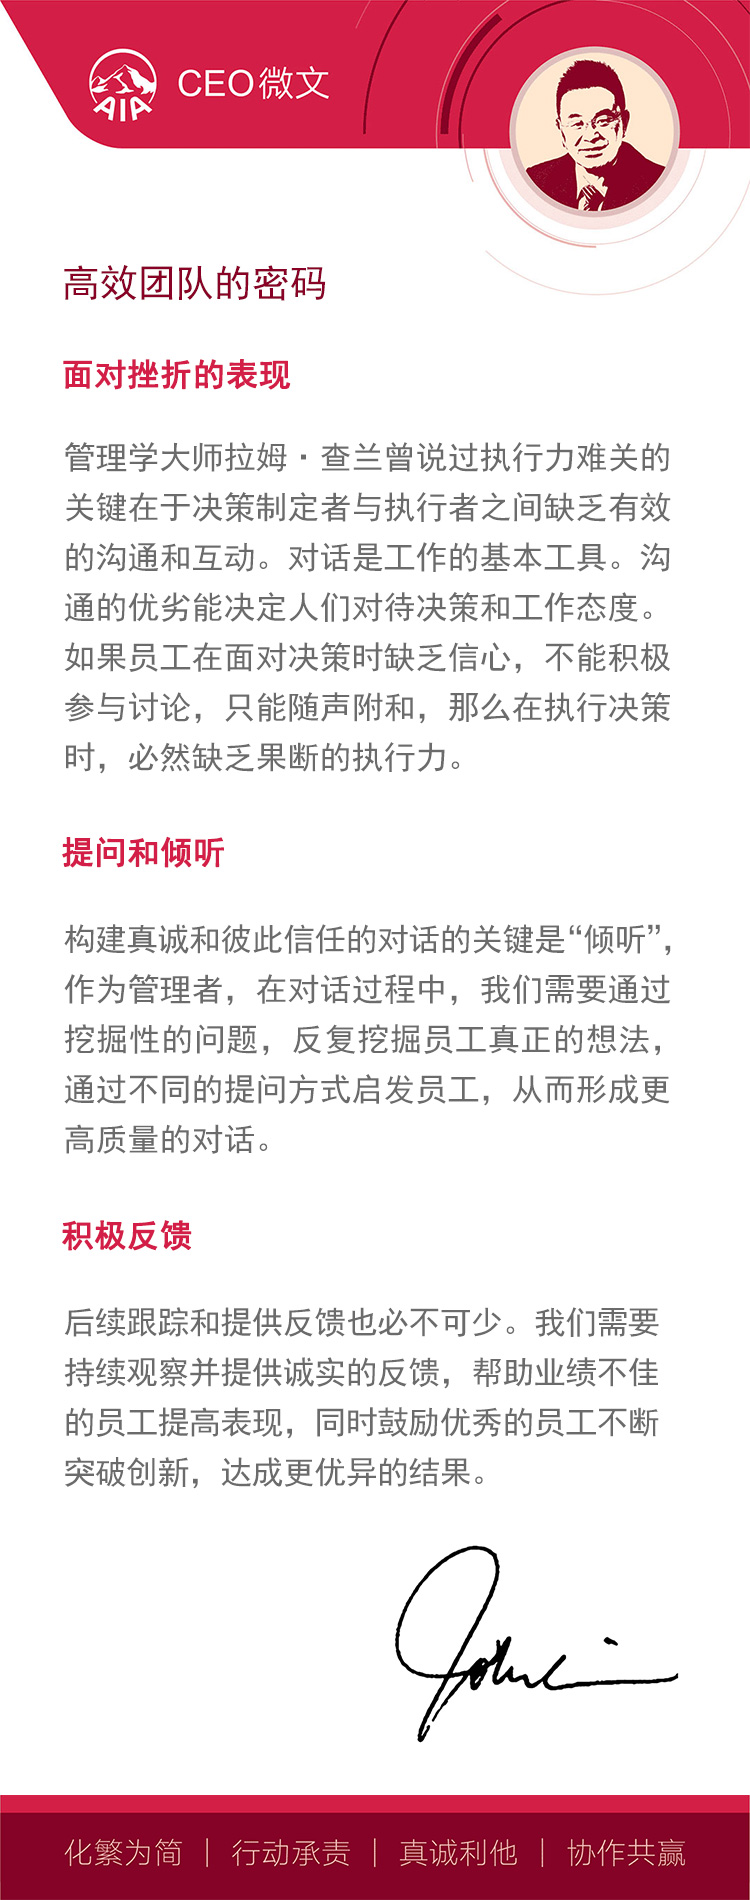 AIA
CEO微文
高效团队的密码
面对挫折的表现
管理学大师拉姆·查兰曾说过执行力难关的
关键在于决策制定者与执行者之间缺乏有效
的沟通和互动。对话是工作的基本工具。沟
通的优劣能决定人们对待决策和工作态度。
如果员工在面对决策时缺乏信心，不能积极
参与讨论，只能随声附和，那么在执行决策
时，必然缺乏果断的执行力。
提问和倾听
构建真诚和彼此信任的对话的关键是“倾听”，
作为管理者，在对话过程中，我们需要通过
挖掘性的问题，反复挖掘员工真正的想法，
通过不同的提问方式启发员工，从而形成更
高质量的对话。
积极反馈
后续跟踪和提供反馈也必不可少。我们需要
持续观察并提供诚实的反馈，帮助业绩不佳
的员工提高表现，同时鼓励优秀的员工不断
突破创新，达成更优异的结果。
化繁为简｜行动承责｜真诚利他｜协作共赢